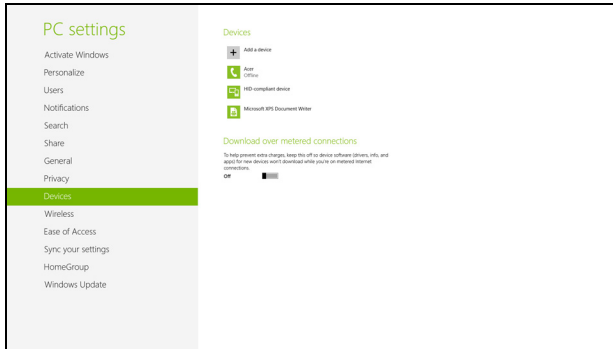 PC settings
Activate Windows
Personalize
Users
Notifications
Search
Share
General
Privacy
Devices
Wireless
Ease of Access
Sync your settings
HomeGroup
Windows Update
Devices
Add a device
Acer
Offline
HID-compliant device
Microsoft XPS Document Writer
Download over metered connections
To help prevent extra charges, keep this off so device software (drivers, info, and
apps) for new devices won't download while you're on metered Internet
connections.
Off